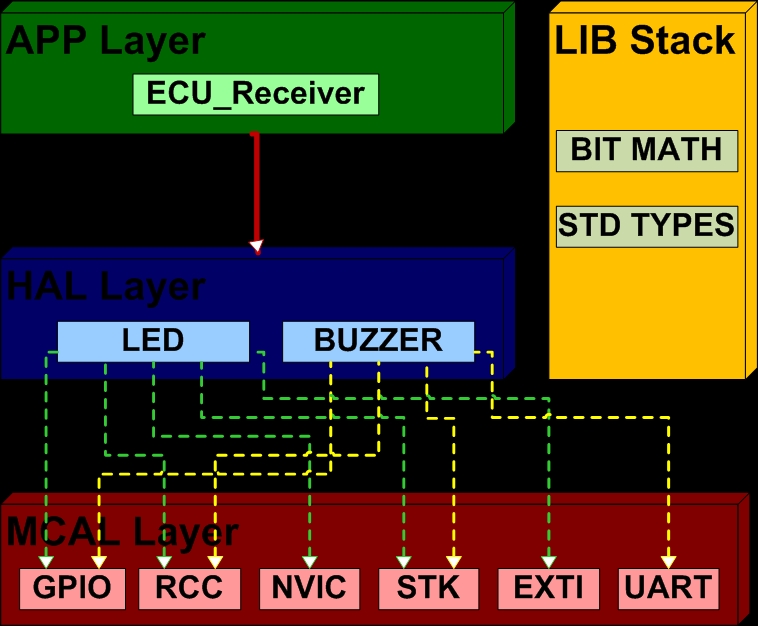 APP Layer
ECU_Receiver
LIB Stack
BIT MATH
STD TYPES
HAL Layer
LED
BUZZER
MCAL Layer
GPIO
RCC
NVIC
STK
EXTI
UART